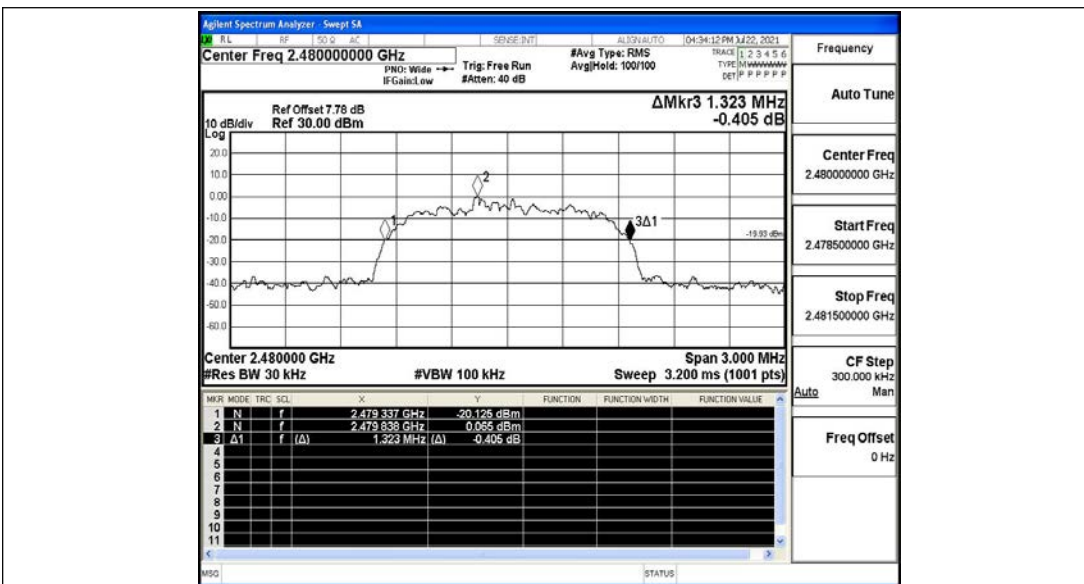 Agilent Spectrum Analyzer - Swept SA
RL RF 50 Ω AC SENSE:INT ALIGNAUTO 04:34:12 PM Jul 22, 2021
Center Freq 2.480000000 GHz #Avg Type: RMS TRACE 1 2 3 4 5 6
PNO: Wide Trig: Free Run Avg|Hold: 100/100 TYPE M WWWWW
IFGain:Low #Atten: 40 dB DET P P P P P P
Frequency
Auto Tune
Center Freq
2.480000000 GHz
Start Freq
2.478500000 GHz
Stop Freq
2.481500000 GHz
CF Step
300.000 kHz
Auto Man
Freq Offset
0 Hz
ΔMkr3 1.323 MHz
-0.405 dB
Ref Offset 7.78 dB
10 dB/div Ref 30.00 dBm
Log
20.0
10.0
0.00
-10.0
-20.0
-30.0
-40.0
-50.0
-60.0
1
2
3Δ1
-19.93 dBm
Center 2.480000 GHz Span 3.000 MHz
#Res BW 30 kHz #VBW 100 kHz Sweep 3.200 ms (1001 pts)
MKR MODE TRC SCL X Y FUNCTION FUNCTION WIDTH FUNCTION VALUE
1 N f 2.479 337 GHz -20.125 dBm
2 N f 2.479 838 GHz 0.065 dBm
3 Δ1 f (Δ) 1.323 MHz (Δ) -0.405 dB
4
5
6
7
8
9
10
11
MSG STATUS